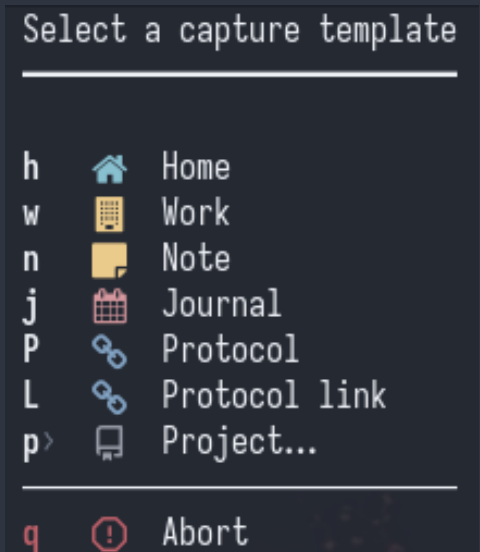 Select a capture template
h Home
w Work
n Note
j Journal
P Protocol
L Protocol link
p› Project...
q Abort